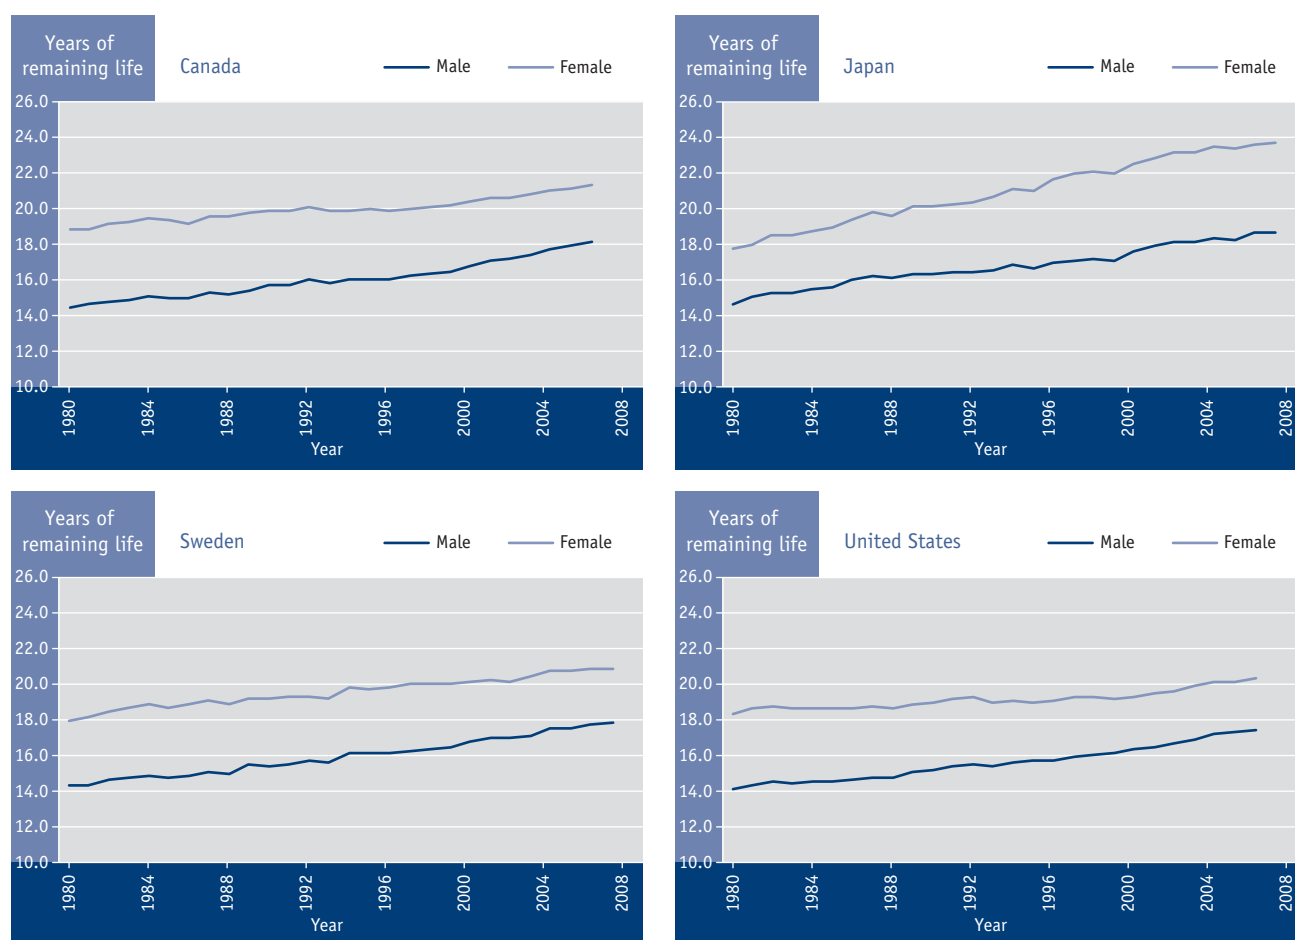 Years of
remaining life
Canada
Male
Female
26.0
24.0
22.0
20.0
18.0
16.0
14.0
12.0
10.0
1980
1984
1988
1992
1996
2000
2004
2008
Year
Years of
remaining life
Japan
Male
Female
26.0
24.0
22.0
20.0
18.0
16.0
14.0
12.0
10.0
1980
1984
1988
1992
1996
2000
2004
2008
Year
Years of
remaining life
Sweden
Male
Female
26.0
24.0
22.0
20.0
18.0
16.0
14.0
12.0
10.0
1980
1984
1988
1992
1996
2000
2004
2008
Year
Years of
remaining life
United States
Male
Female
26.0
24.0
22.0
20.0
18.0
16.0
14.0
12.0
10.0
1980
1984
1988
1992
1996
2000
2004
2008
Year